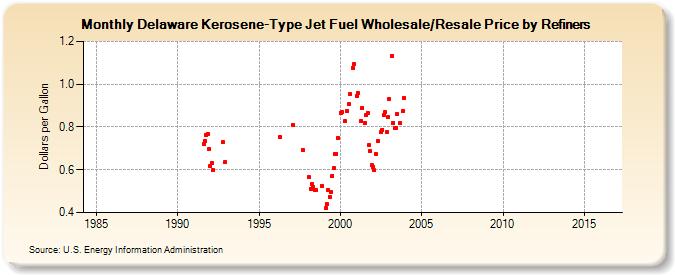 Monthly Delaware Kerosene-Type Jet Fuel Wholesale/Resale Price by Refiners
Dollars per Gallon
1.2
1.0
0.8
0.6
0.4
1985 1990 1995 2000 2005 2010 2015
Source: U.S. Energy Information Administration